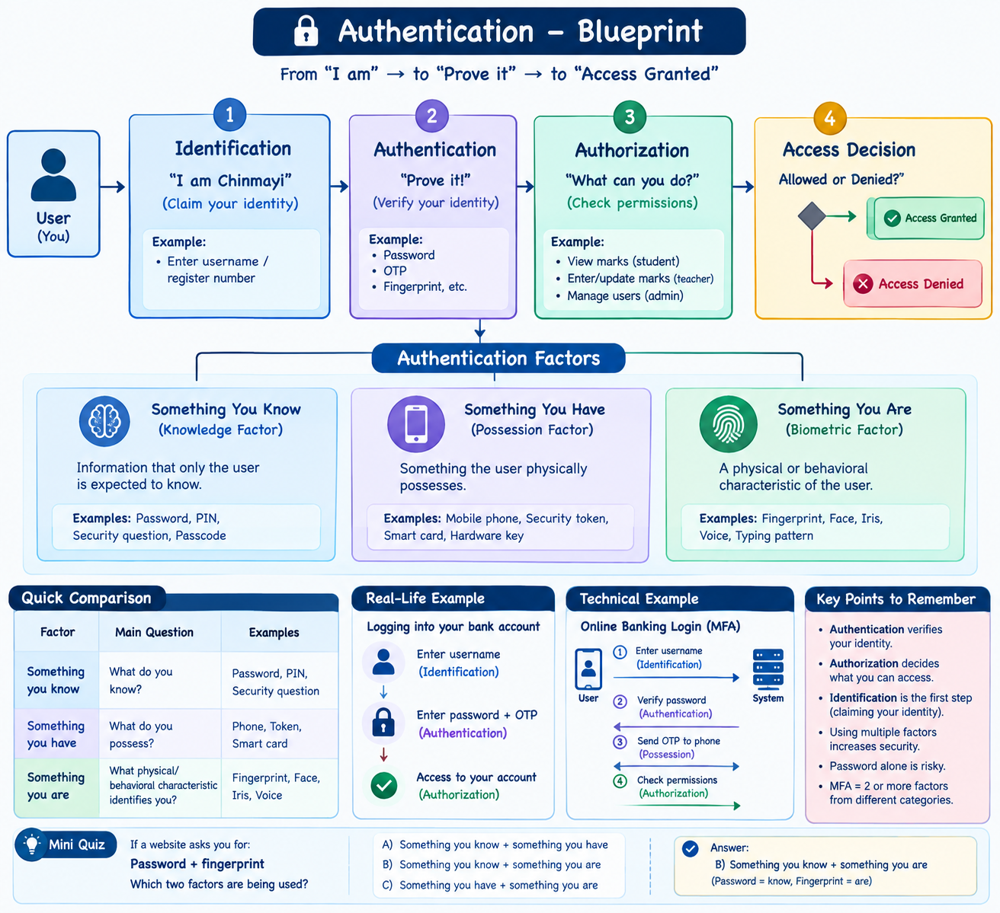 Authentication – Blueprint
From “I am” → to “Prove it” → to “Access Granted”
User
(You)
1
Identification
“I am Chinmayi”
(Claim your identity)
Example:
• Enter username /
register number
2
Authentication
“Prove it!”
(Verify your identity)
Example:
• Password
• OTP
• Fingerprint, etc.
3
Authorization
“What can you do?”
(Check permissions)
Example:
• View marks (student)
• Enter/update marks (teacher)
• Manage users (admin)
4
Access Decision
Allowed or Denied?”
Access Granted
Access Denied
Authentication Factors
Something You Know
(Knowledge Factor)
Information that only the user
is expected to know.
Examples: Password, PIN,
Security question, Passcode
Something You Have
(Possession Factor)
Something the user physically
possesses.
Examples: Mobile phone, Security token,
Smart card, Hardware key
Something You Are
(Biometric Factor)
A physical or behavioral
characteristic of the user.
Examples: Fingerprint, Face, Iris,
Voice, Typing pattern
Quick Comparison
Factor
Main Question
Examples
Something
you know
What do you
know?
Password, PIN,
Security question
Something
you have
What do you
possess?
Phone, Token,
Smart card
Something
you are
What physical/
behavioral characteristic
identifies you?
Fingerprint, Face,
Iris, Voice
Real-Life Example
Logging into your bank account
Enter username
(Identification)
Enter password + OTP
(Authentication)
Access to your account
(Authorization)
Technical Example
Online Banking Login (MFA)
User
System
1 Enter username
(Identification)
2 Verify password
(Authentication)
3 Send OTP to phone
(Possession)
4 Check permissions
(Authorization)
Key Points to Remember
• Authentication verifies
your identity.
• Authorization decides
what you can access.
• Identification is the first step
(claiming your identity).
• Using multiple factors
increases security.
• Password alone is risky.
• MFA = 2 or more factors
from different categories.
Mini Quiz
If a website asks you for:
Password + fingerprint
Which two factors are being used?
A) Something you know + something you have
B) Something you know + something you are
C) Something you have + something you are
Answer:
B) Something you know + something you are
(Password = know, Fingerprint = are)